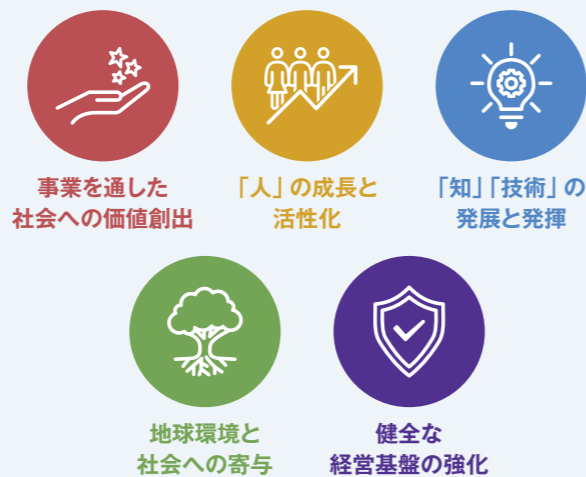 事業を通した
社会への価値創出
「人」の成長と
活性化
「知」「技術」の
発展と発揮
地球環境と
社会への寄与
健全な
経営基盤の強化